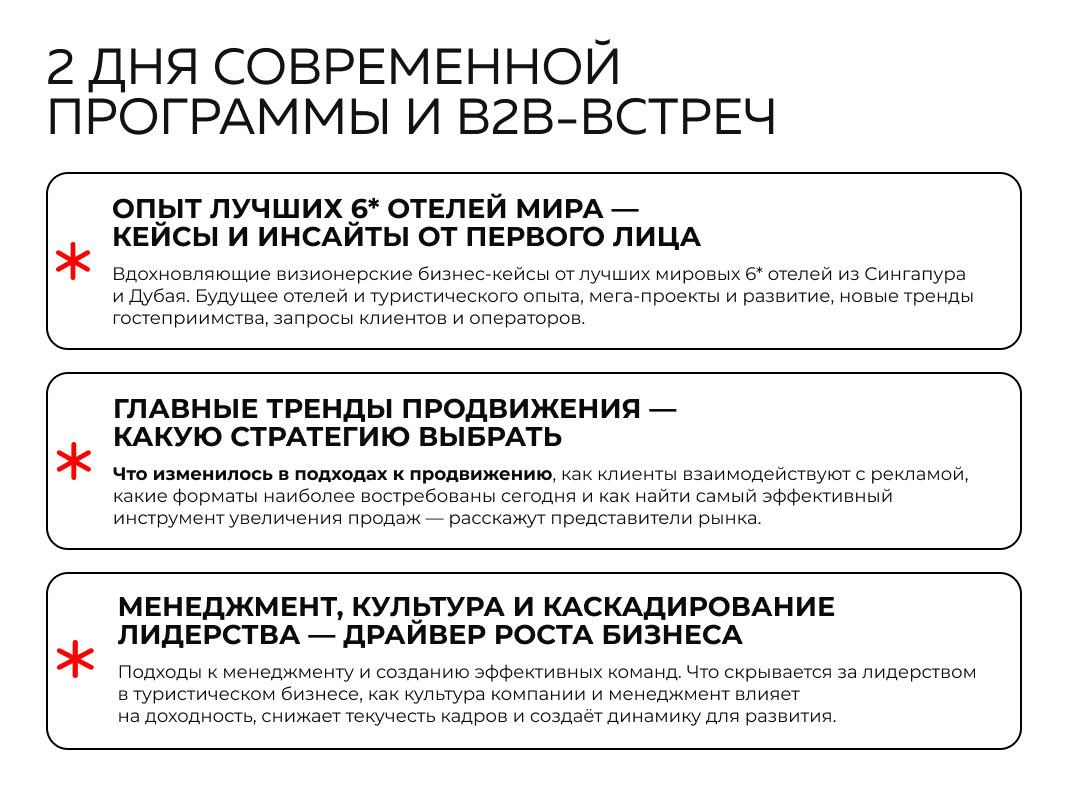 2 ДНЯ СОВРЕМЕННОЙ
ПРОГРАММЫ И B2B-ВСТРЕЧ
ОПЫТ ЛУЧШИХ 6* ОТЕЛЕЙ МИРА —
КЕЙСЫ И ИНСАЙТЫ ОТ ПЕРВОГО ЛИЦА
Вдохновляющие визионерские бизнес-кейсы от лучших мировых 6* отелей из Сингапура
и Дубая. Будущее отелей и туристического опыта, мега-проекты и развитие, новые тренды
гостеприимства, запросы клиентов и операторов.
ГЛАВНЫЕ ТРЕНДЫ ПРОДВИЖЕНИЯ —
КАКУЮ СТРАТЕГИЮ ВЫБРАТЬ
Что изменилось в подходах к продвижению, как клиенты взаимодействуют с рекламой,
какие форматы наиболее востребованы сегодня и как найти самый эффективный
инструмент увеличения продаж — расскажут представители рынка.
МЕНЕДЖМЕНТ, КУЛЬТУРА И КАСКАДИРОВАНИЕ
ЛИДЕРСТВА — ДРАЙВЕР РОСТА БИЗНЕСА
Подходы к менеджменту и созданию эффективных команд. Что скрывается за лидерством
в туристическом бизнесе, как культура компании и менеджмент влияет
на доходность, снижает текучесть кадров и создаёт динамику для развития.